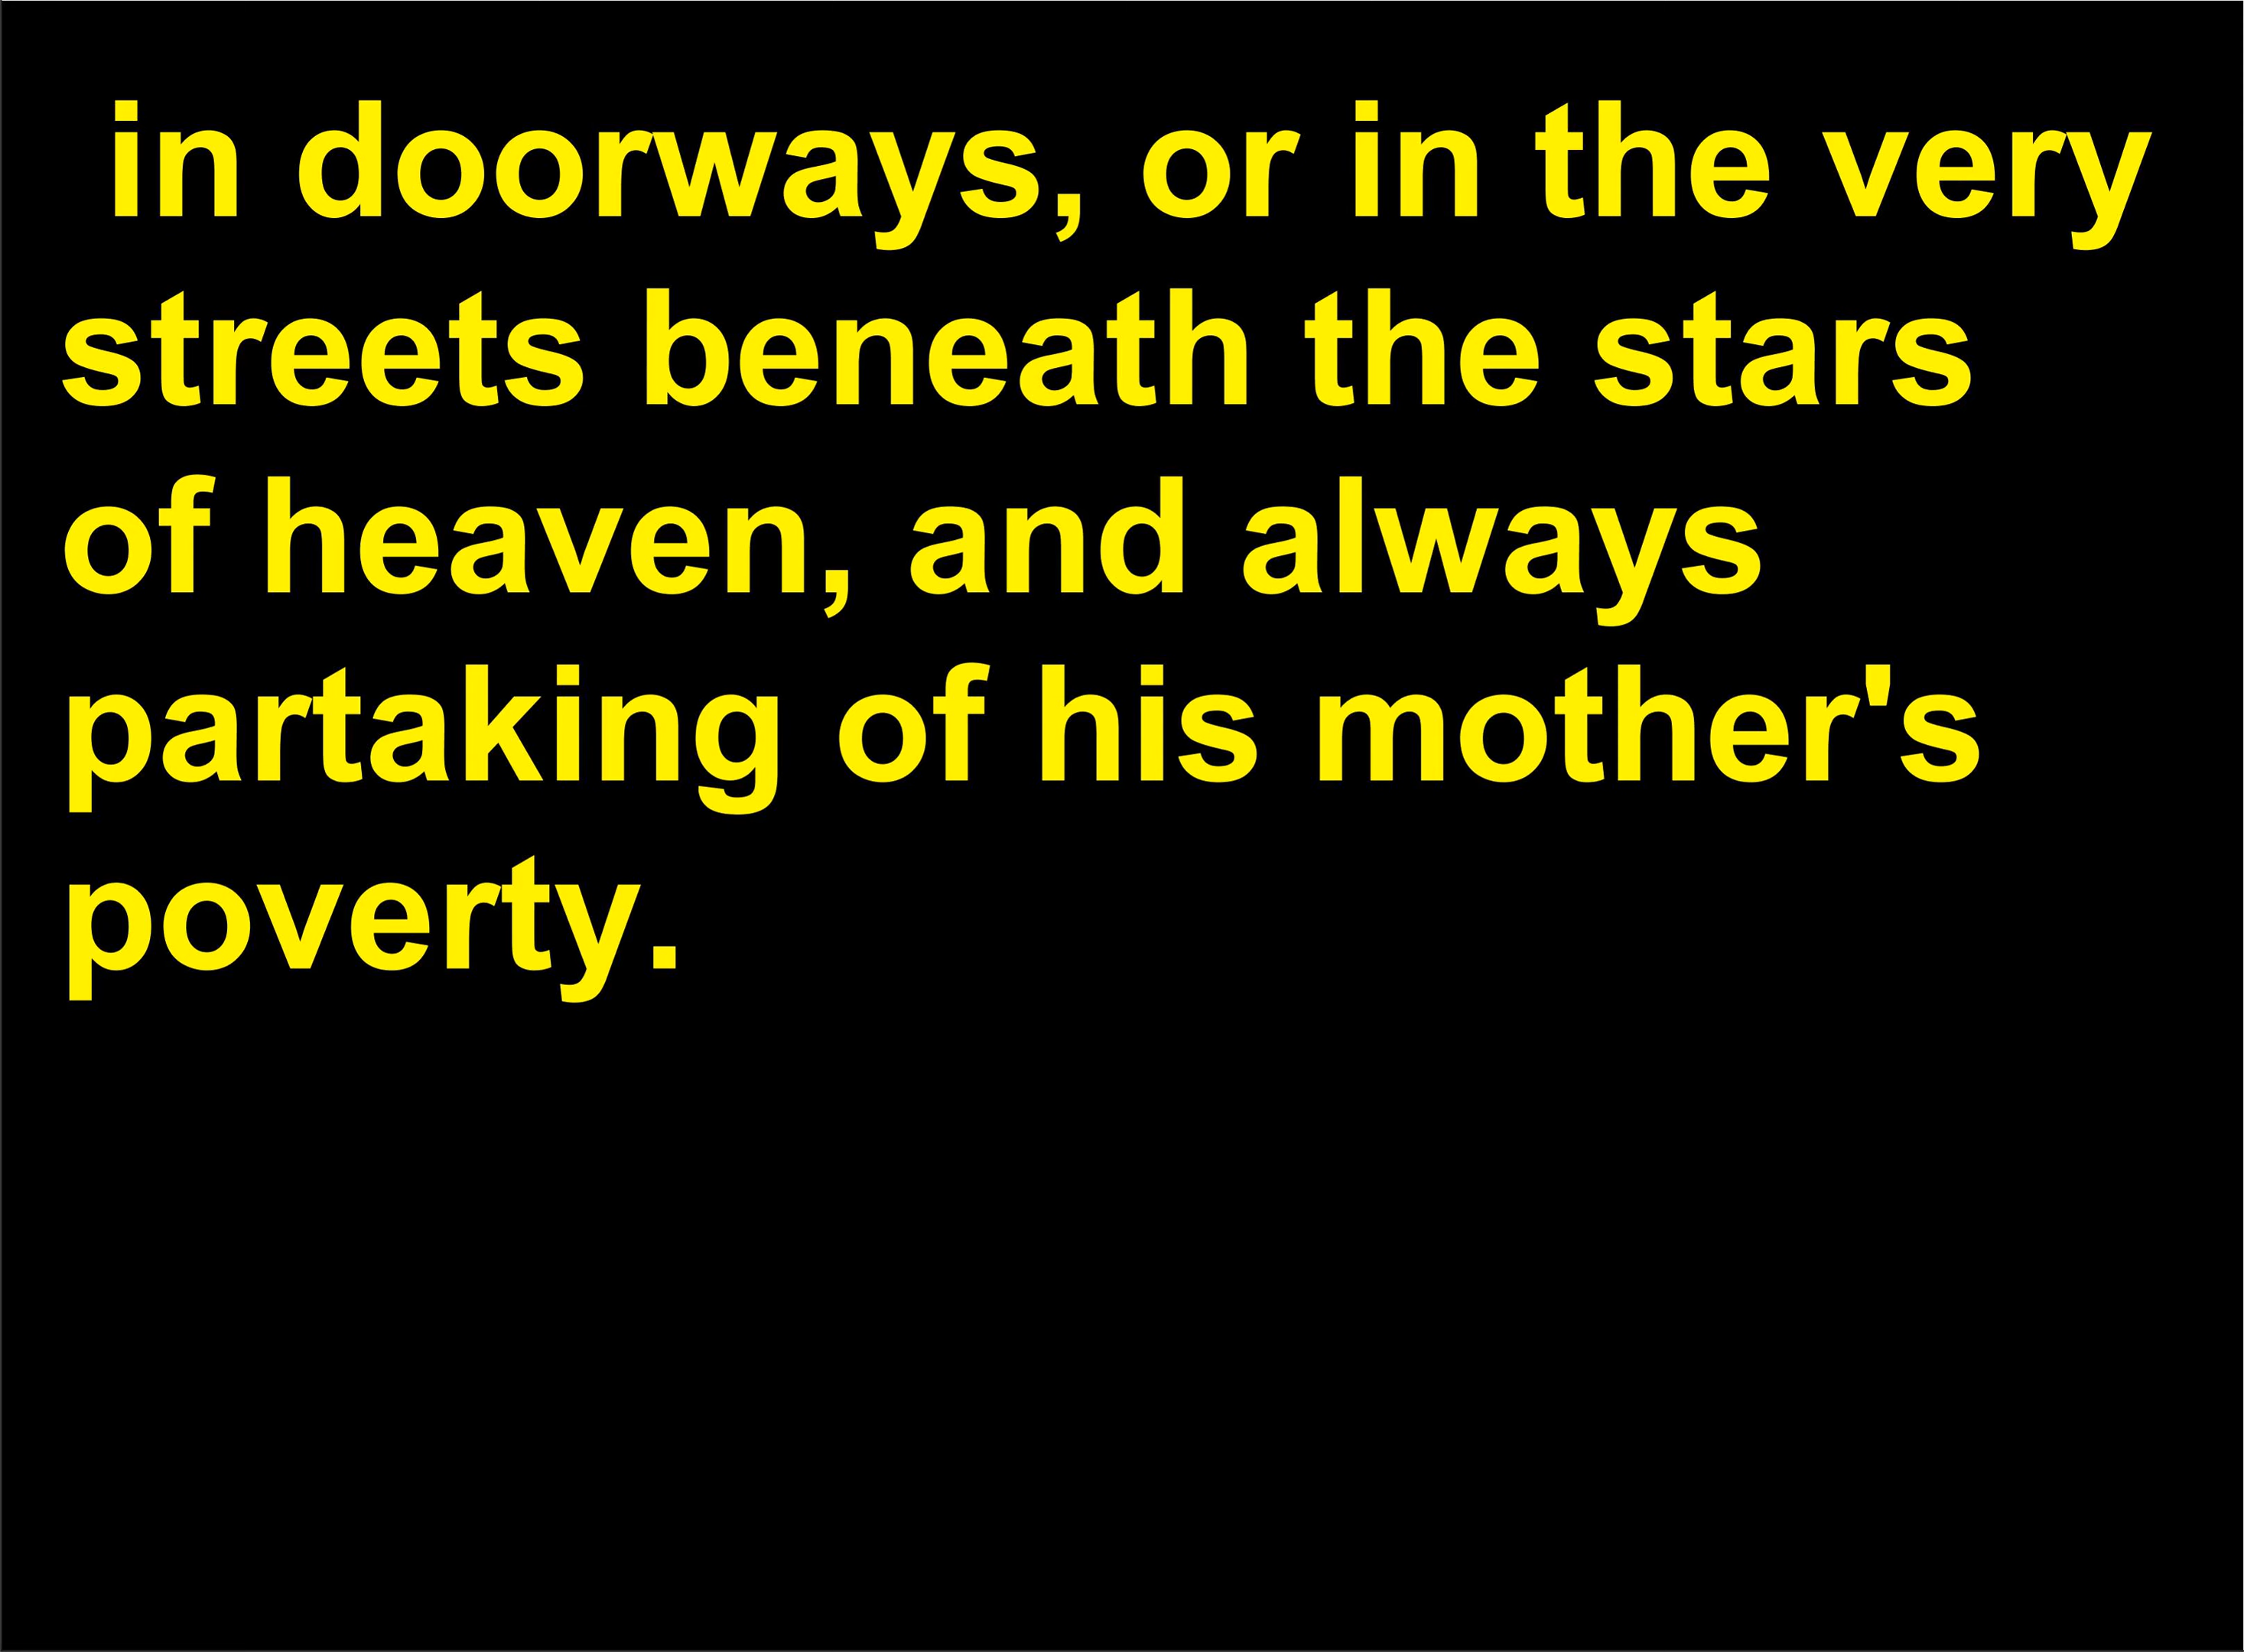 in doorways, or in the very
streets beneath the stars
of heaven, and always
partaking of his mother's
poverty.